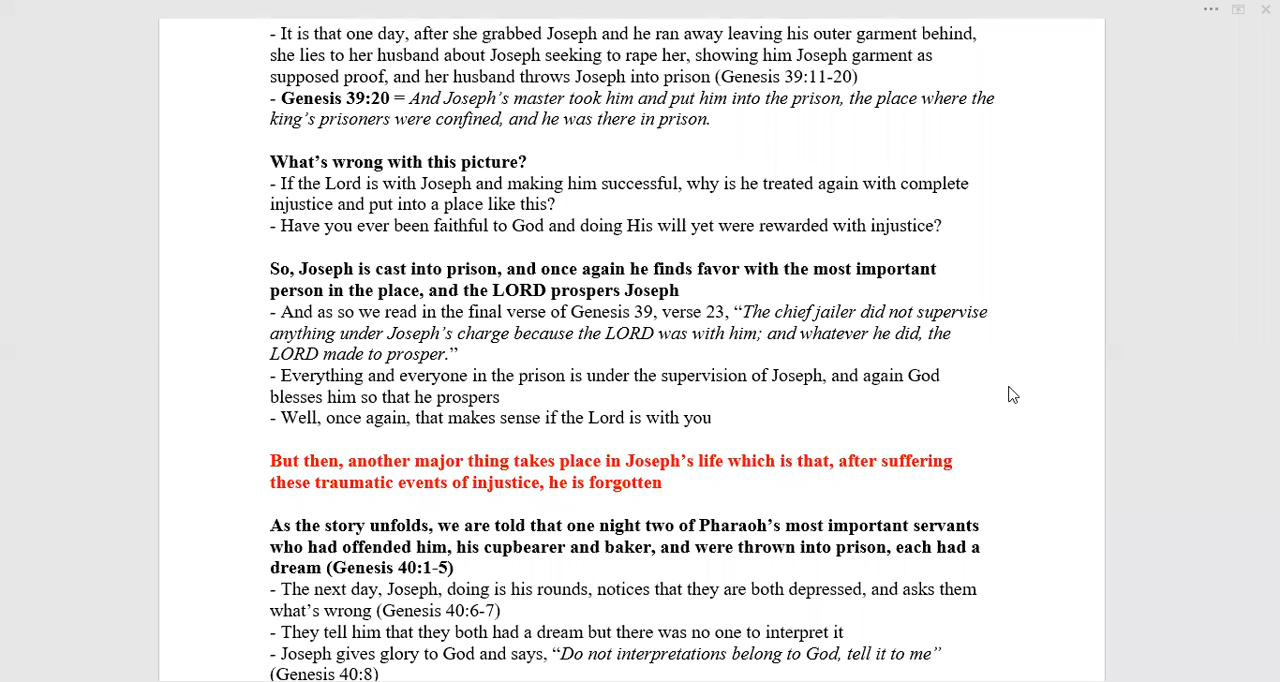 - It is that one day, after she grabbed Joseph and he ran away leaving his outer garment behind,
she lies to her husband about Joseph seeking to rape her, showing him Joseph garment as
supposed proof, and her husband throws Joseph into prison (Genesis 39:11-20)
- Genesis 39:20 = And Joseph’s master took him and put him into the prison, the place where the
king’s prisoners were confined, and he was there in prison.
What’s wrong with this picture?
- If the Lord is with Joseph and making him successful, why is he treated again with complete
injustice and put into a place like this?
- Have you ever been faithful to God and doing His will yet were rewarded with injustice?
So, Joseph is cast into prison, and once again he finds favor with the most important
person in the place, and the LORD prospers Joseph
- And as so we read in the final verse of Genesis 39, verse 23, “The chief jailer did not supervise
anything under Joseph’s charge because the LORD was with him; and whatever he did, the
LORD made to prosper.”
- Everything and everyone in the prison is under the supervision of Joseph, and again God
blesses him so that he prospers
- Well, once again, that makes sense if the Lord is with you
But then, another major thing takes place in Joseph’s life which is that, after suffering
these traumatic events of injustice, he is forgotten
As the story unfolds, we are told that one night two of Pharaoh’s most important servants
who had offended him, his cupbearer and baker, and were thrown into prison, each had a
dream (Genesis 40:1-5)
- The next day, Joseph, doing is his rounds, notices that they are both depressed, and asks them
what’s wrong (Genesis 40:6-7)
- They tell him that they both had a dream but there was no one to interpret it
- Joseph gives glory to God and says, “Do not interpretations belong to God, tell it to me”
(Genesis 40:8)